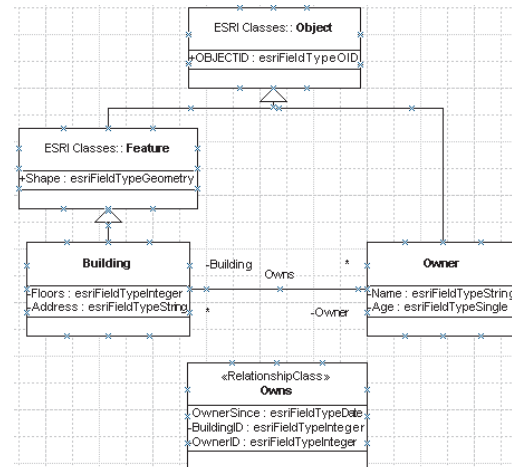 ESRI Classes:: Object
+OBJECTID : esriFieldTypeOID
ESRI Classes:: Feature
+Shape : esriFieldTypeGeometry
Building
-Floors : esriFieldTypeInteger
-Address : esriFieldTypeString
-Building
*
Owns
*
-Owner
Owner
-Name : esriFieldTypeString
-Age : esriFieldTypeSingle
«RelationshipClass»
Owns
-OwnerSince : esriFieldTypeDate
-BuildingID : esriFieldTypeInteger
-OwnerID : esriFieldTypeInteger